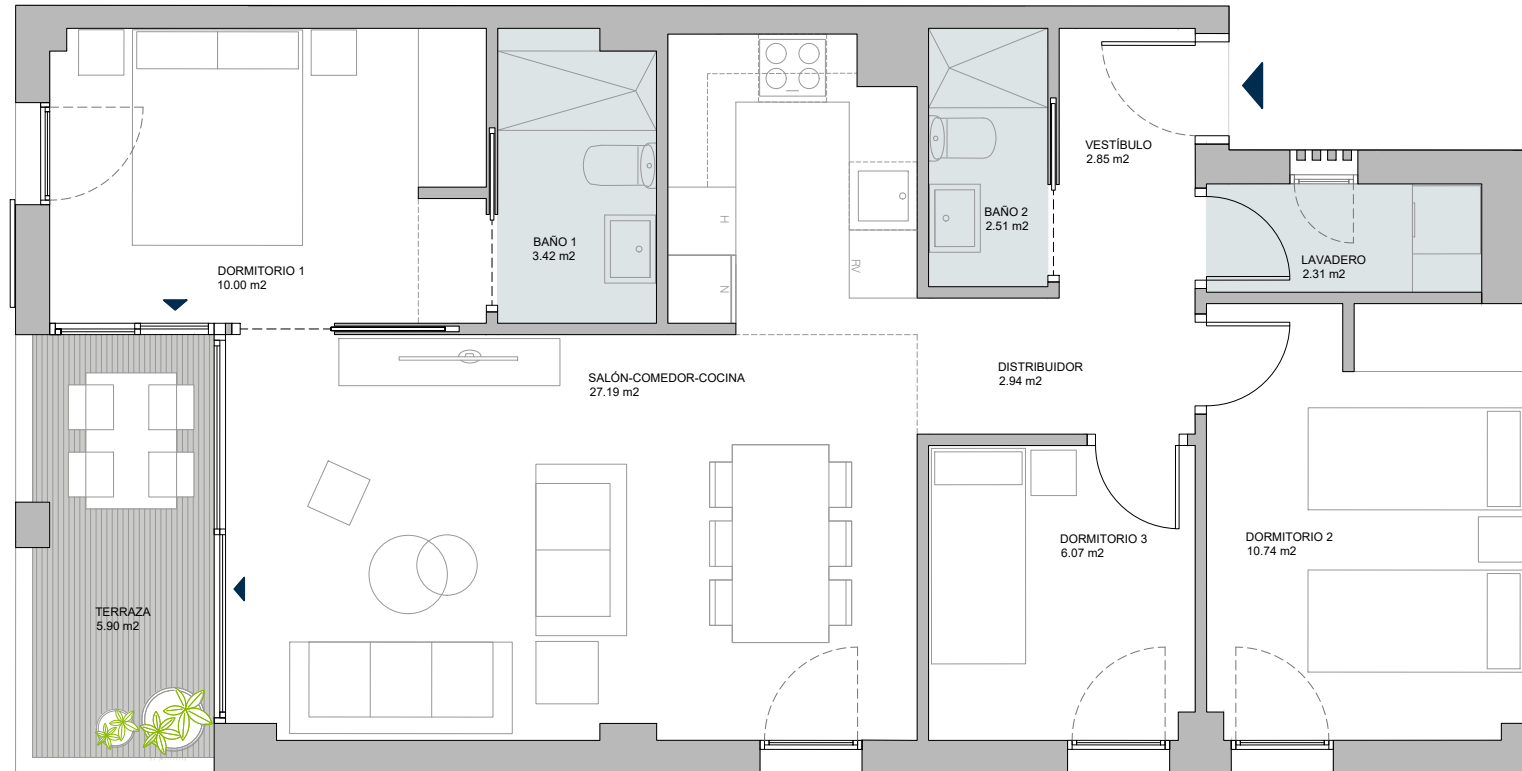 VESTÍBULO
2.85 m2
BAÑO 2
2.51 m2
BAÑO 1
3.42 m2
H
LAVADERO
2.31 m2
DORMITORIO 1
10.00 m2
RV
N
DISTRIBUIDOR
2.94 m2
SALÓN-COMEDOR-COCINA
27.19 m2
DORMITORIO 3
6.07 m2
DORMITORIO 2
10.74 m2
TERRAZA
5.90 m2